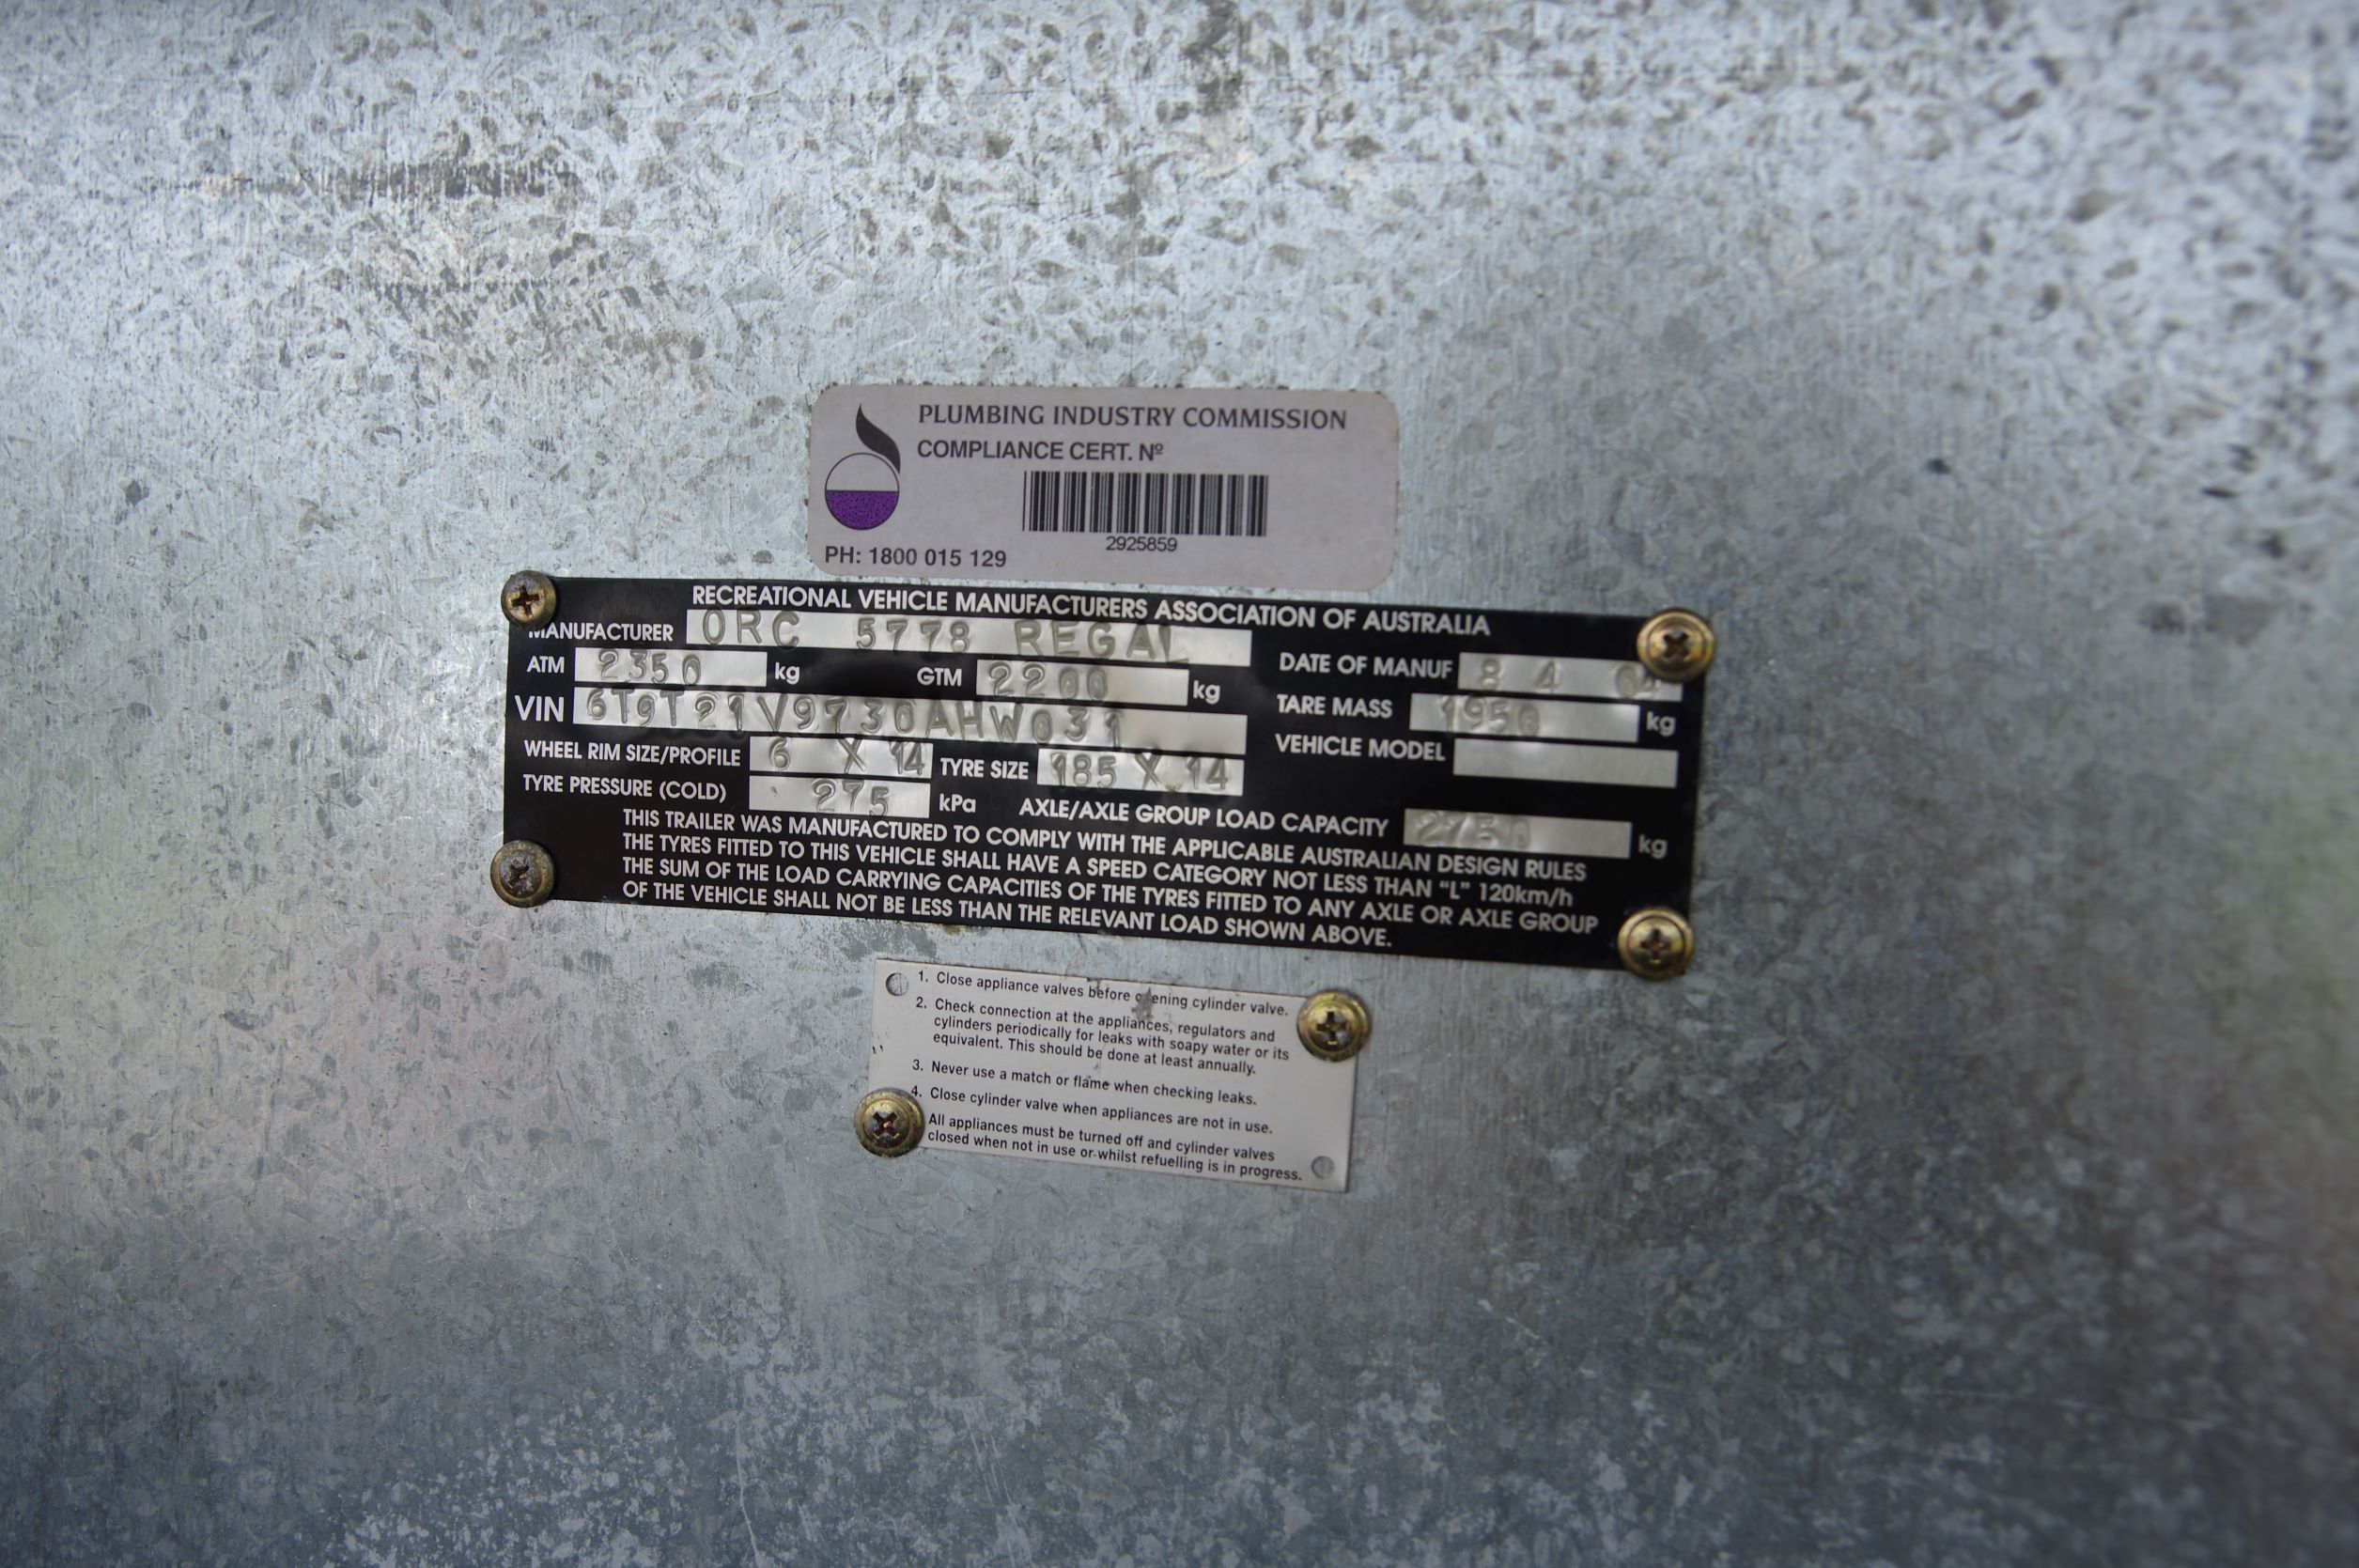 PLUMBING INDUSTRY COMMISSION
COMPLIANCE CERT. Nº
2925859
PH: 1800 015 129
RECREATIONAL VEHICLE MANUFACTURERS ASSOCIATION OF AUSTRALIA
MANUFACTURER ORC 5778 REGAL
ATM 2350 kg GTM 2200 kg DATE OF MANUF 8 4 04
VIN 6T9T21V9730AHW031 TARE MASS 1950 kg
WHEEL RIM SIZE/PROFILE 6 X 14 TYRE SIZE 185 X 14 VEHICLE MODEL
TYRE PRESSURE (COLD) 275 kPa AXLE/AXLE GROUP LOAD CAPACITY 2750 kg
THIS TRAILER WAS MANUFACTURED TO COMPLY WITH THE APPLICABLE AUSTRALIAN DESIGN RULES
THE TYRES FITTED TO THIS VEHICLE SHALL HAVE A SPEED CATEGORY NOT LESS THAN “L” 120km/h
THE SUM OF THE LOAD CARRYING CAPACITIES OF THE TYRES FITTED TO ANY AXLE OR AXLE GROUP
OF THE VEHICLE SHALL NOT BE LESS THAN THE RELEVANT LOAD SHOWN ABOVE.
1. Close appliance valves before opening cylinder valve.
2. Check connection at the appliances, regulators and
cylinders periodically for leaks with soapy water or its
equivalent. This should be done at least annually.
3. Never use a match or flame when checking leaks.
4. Close cylinder valve when appliances are not in use.
All appliances must be turned off and cylinder valves
closed when not in use or whilst refuelling is in progress.